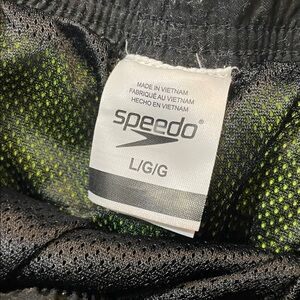 MADE IN VIETNAM
FABRIQUÉ AU VIETNAM
HECHO EN VIETNAM
speedo®
L/G/G